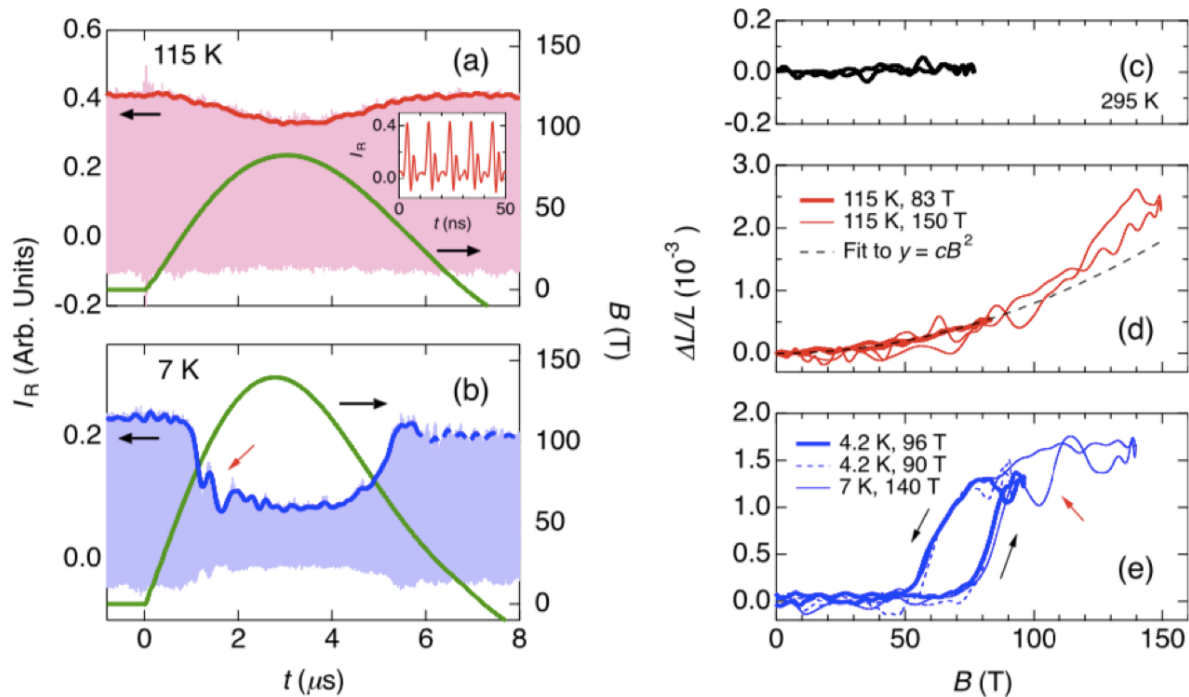 0.6
0.4
0.2
0.0
-0.2
115 K
(a)
150
100
50
0
I_R
0.4
0.0
0
50
t (ns)
I_R (Arb. Units)
B (T)
0.2
0.0
7 K
(b)
150
100
50
0
0
2
4
6
8
t (μs)
0.2
0.0
-0.2
(c)
295 K
3.0
2.0
1.0
0.0
115 K, 83 T
115 K, 150 T
Fit to y = cB²
(d)
ΔL/L (10⁻³)
2.0
1.5
1.0
0.5
0.0
4.2 K, 96 T
4.2 K, 90 T
7 K, 140 T
(e)
0
50
100
150
B (T)